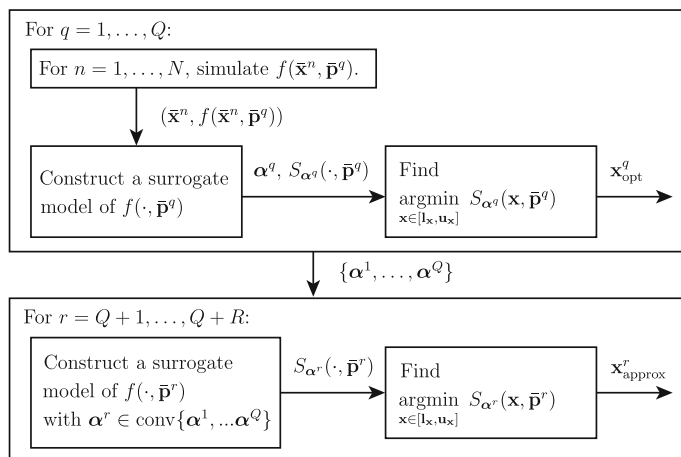 For q = 1, . . . , Q:
For n = 1, . . . , N, simulate f(x̄ⁿ, p̄^q).
(x̄ⁿ, f(x̄ⁿ, p̄^q))
Construct a surrogate
model of f(·, p̄^q)
α^q, S_{α^q}(·, p̄^q)
Find
argmin S_{α^q}(x, p̄^q)
x∈[l_x,u_x]
x^q_opt
{α¹, . . . , α^Q}
For r = Q + 1, . . . , Q + R:
Construct a surrogate
model of f(·, p̄^r)
with α^r ∈ conv{α¹, ...α^Q}
S_{α^r}(·, p̄^r)
Find
argmin S_{α^r}(x, p̄^r)
x∈[l_x,u_x]
x^r_approx